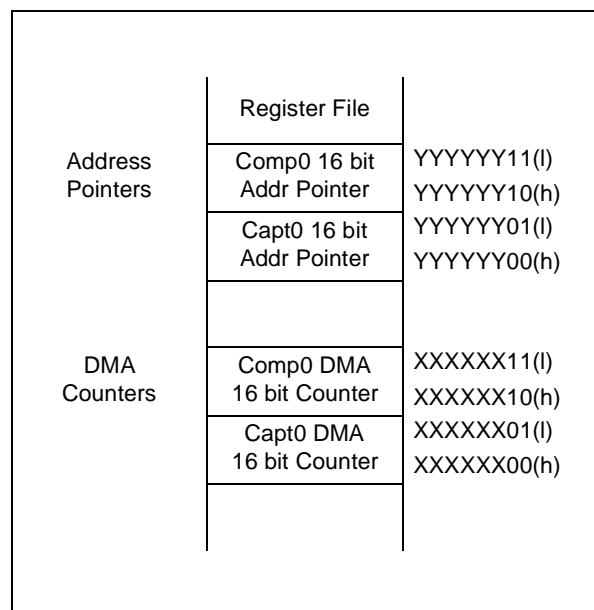 Register File
Address
Pointers
Comp0 16 bit
Addr Pointer
YYYYYY11(l)
YYYYYY10(h)
Capt0 16 bit
Addr Pointer
YYYYYY01(l)
YYYYYY00(h)
DMA
Counters
Comp0 DMA
16 bit Counter
XXXXXX11(l)
XXXXXX10(h)
Capt0 DMA
16 bit Counter
XXXXXX01(l)
XXXXXX00(h)